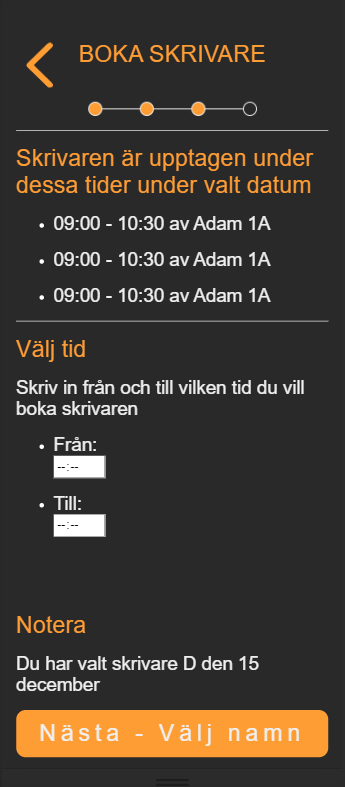 BOKA SKRIVARE
Skrivaren är upptagen under
dessa tider under valt datum
• 09:00 - 10:30 av Adam 1A
• 09:00 - 10:30 av Adam 1A
• 09:00 - 10:30 av Adam 1A
Välj tid
Skriv in från och till vilken tid du vill
boka skrivaren
• Från:
--:--
• Till:
--:--
Notera
Du har valt skrivare D den 15
december
Nästa - Välj namn